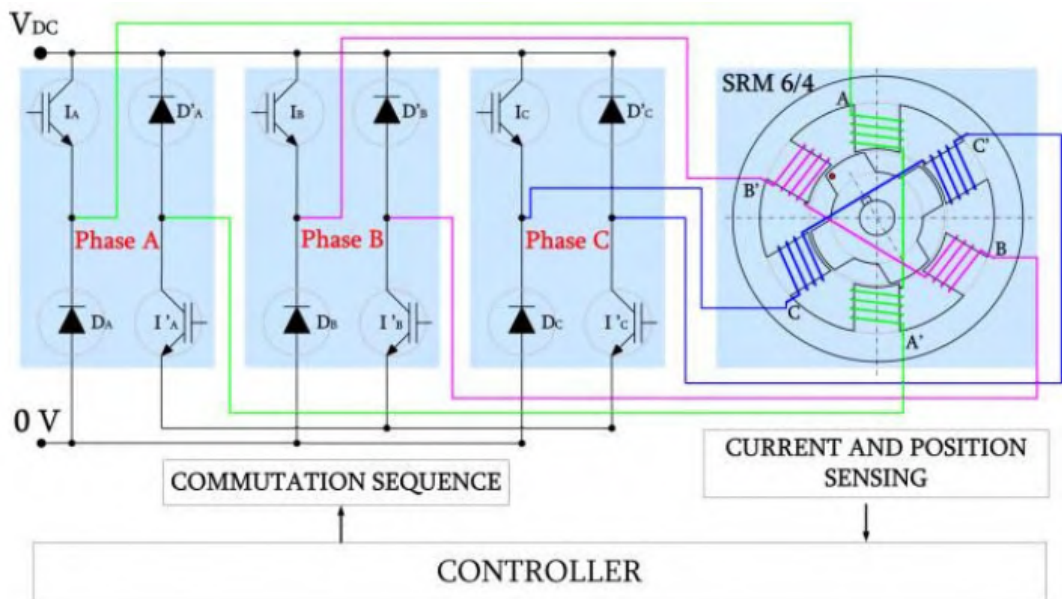 VDC
IA
D'A
IB
D'B
IC
D'C
SRM 6/4
A
C'
B'
Phase A
Phase B
Phase C
B
DA
I'A
DB
I'B
DC
I'C
C
A'
0 V
COMMUTATION SEQUENCE
CURRENT AND POSITION
SENSING
CONTROLLER